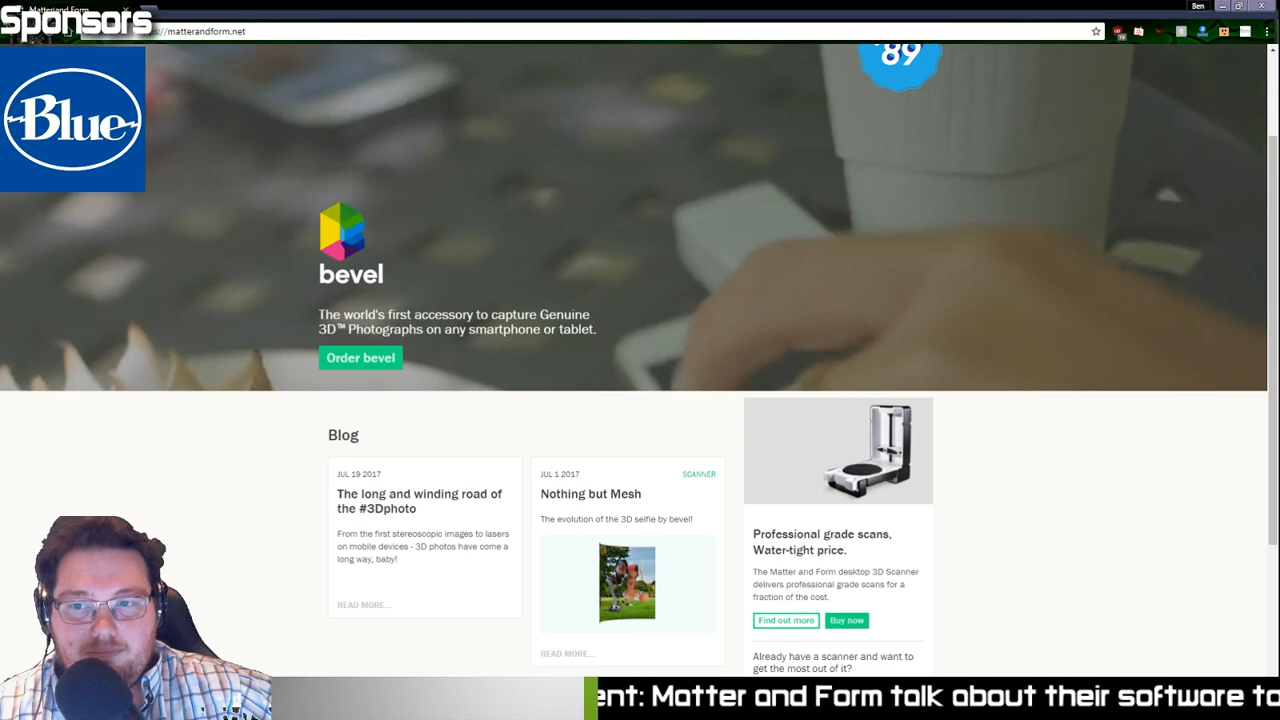 Matter and Form
Ben
Sponsors
//matterandform.net
Blue
89
bevel
The world's first accessory to capture Genuine
3D™ Photographs on any smartphone or tablet.
Order bevel
Blog
JUL 19 2017
The long and winding road of
the #3Dphoto
From the first stereoscopic images to lasers
on mobile devices - 3D photos have come a
long way, baby!
READ MORE...
JUL 1 2017
SCANNER
Nothing but Mesh
The evolution of the 3D selfie by bevel!
READ MORE...
Professional grade scans,
Water-tight price.
The Matter and Form desktop 3D Scanner
delivers professional grade scans for a
fraction of the cost.
Find out more
Buy now
Already have a scanner and want to
get the most out of it?
ent: Matter and Form talk about their software to